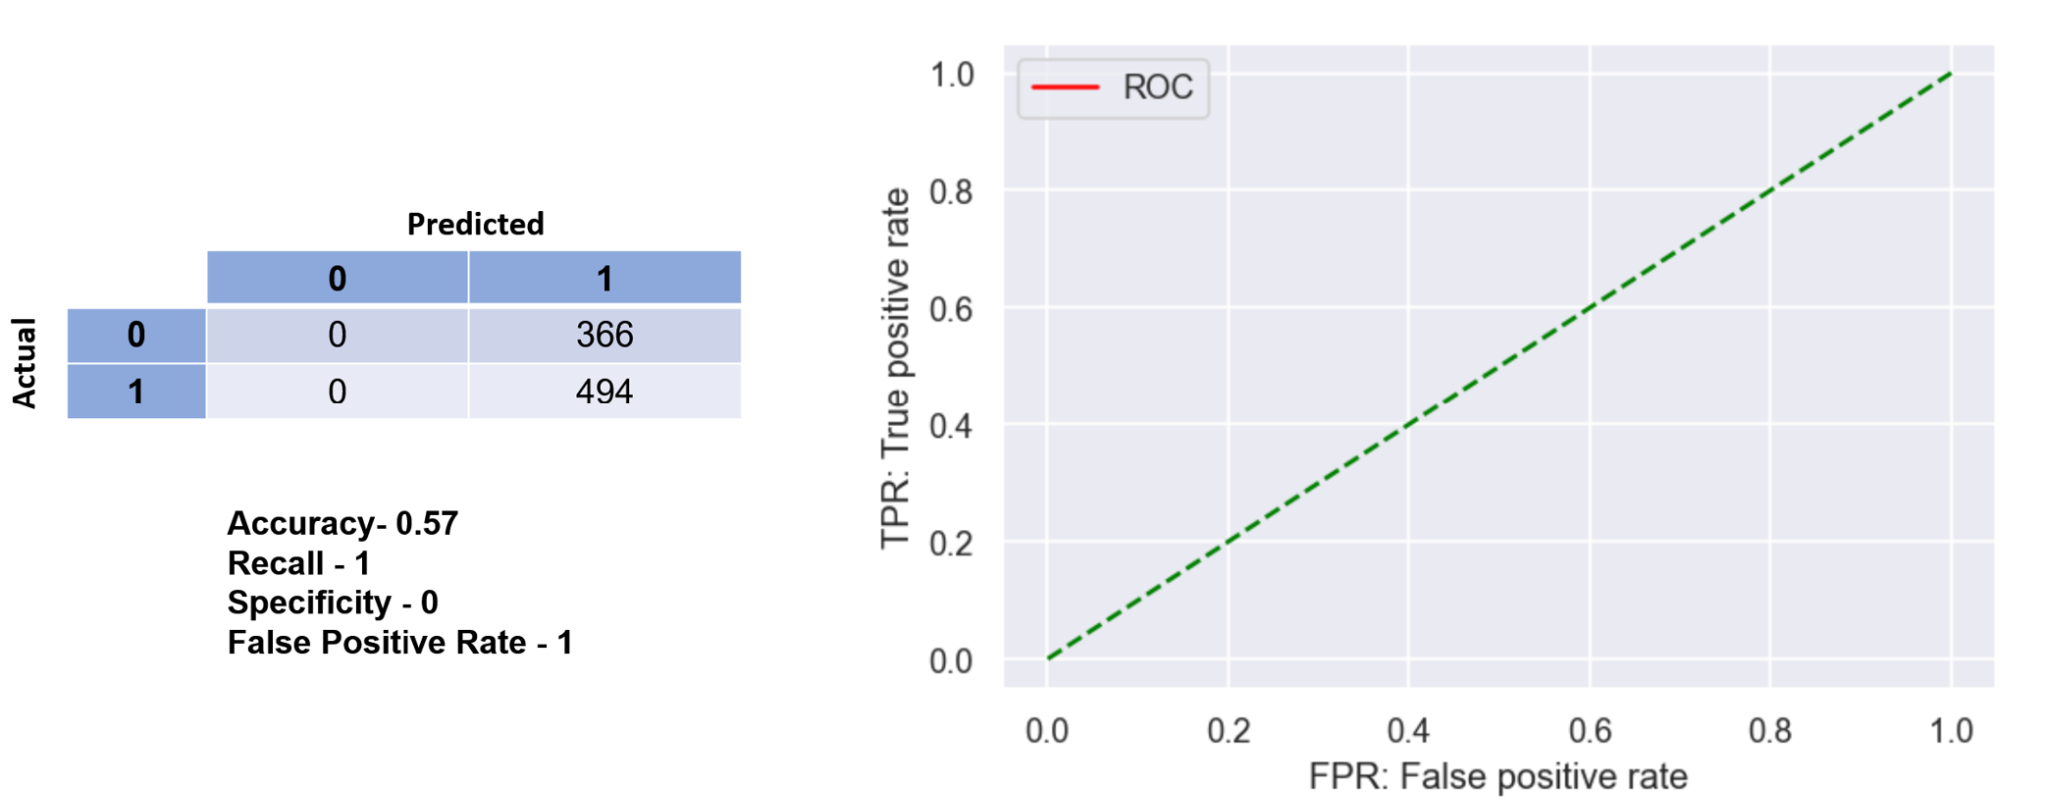 Predicted
0 1
Actual
0 0 366
1 0 494
Accuracy- 0.57
Recall - 1
Specificity - 0
False Positive Rate - 1
ROC
TPR: True positive rate
1.0
0.8
0.6
0.4
0.2
0.0
0.0 0.2 0.4 0.6 0.8 1.0
FPR: False positive rate